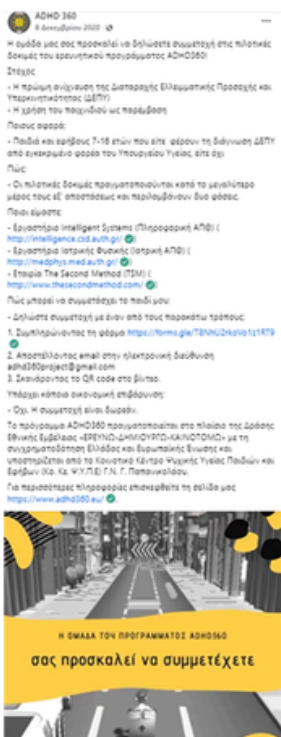 ADHD 360
8 Δεκεμβρίου 2020 ·
Η ομάδα μας σας προσκαλεί να δηλώσετε συμμετοχή στις πιλοτικές
δοκιμές του ερευνητικού προγράμματος ADHD360!
Στόχος
- Η πρώιμη ανίχνευση της Διαταραχής Ελλειμματικής Προσοχής και
Υπερκινητικότητας (ΔΕΠΥ)
- Η χρήση του παιχνιδιού ως παρέμβαση
Ποιους αφορά:
- Παιδιά και εφήβους 7-16 ετών που είτε φέρουν τη διάγνωση ΔΕΠΥ
από εγκεκριμένο φορέα του Υπουργείου Υγείας, είτε όχι
Πώς:
- Οι πιλοτικές δοκιμές πραγματοποιούνται κατά το μεγαλύτερο
μέρος τους εξ' αποστάσεως και περιλαμβάνουν δυο φάσεις.
Ποιοι είμαστε:
- Εργαστήριο Intelligent Systems (Πληροφορική ΑΠΘ) (
http://intelligence.csd.auth.gr/ )
- Εργαστήριο Ιατρικής Φυσικής (Ιατρική ΑΠΘ) (
http://medphys.med.auth.gr/ )
- Εταιρία The Second Method (TSM) (
http://www.thesecondmethod.com/ )
Πώς μπορεί να συμμετάσχει το παιδί μου:
- Δηλώστε συμμετοχή με έναν από τους παρακάτω τρόπους:
1. Συμπληρώνοντας τη φόρμα
2. Αποστέλλοντας email στην ηλεκτρονική διεύθυνση
adhd360project@gmail.com
3. Σκανάροντας το QR code στο βίντεο.
Υπάρχει κάποια οικονομική επιβάρυνση:
- Όχι. Η συμμετοχή είναι δωρεάν.
Το πρόγραμμα ADHD360 πραγματοποιείται στο πλαίσιο της Δράσης
Εθνικής Εμβέλειας «ΕΡΕΥΝΩ-ΔΗΜΙΟΥΡΓΩ-ΚΑΙΝΟΤΟΜΩ» με τη
συγχρηματοδότηση Ελλάδας και Ευρωπαϊκής Ένωσης και
υποστηρίζεται από το Κοινοτικό Κέντρο Ψυχικής Υγείας Παιδιών και
Εφήβων (Κο. Κε. Ψ.Υ.Π.Ε) Γ.Ν. Γ. Παπανικολάου.
Για περισσότερες πληροφορίες επισκεφθείτε τη σελίδα μας
https://www.adhd360.eu/ .
Η ΟΜΑΔΑ ΤΟΥ ΠΡΟΓΡΑΜΜΑΤΟΣ ADHD360
σας προσκαλεί να συμμετέχετε